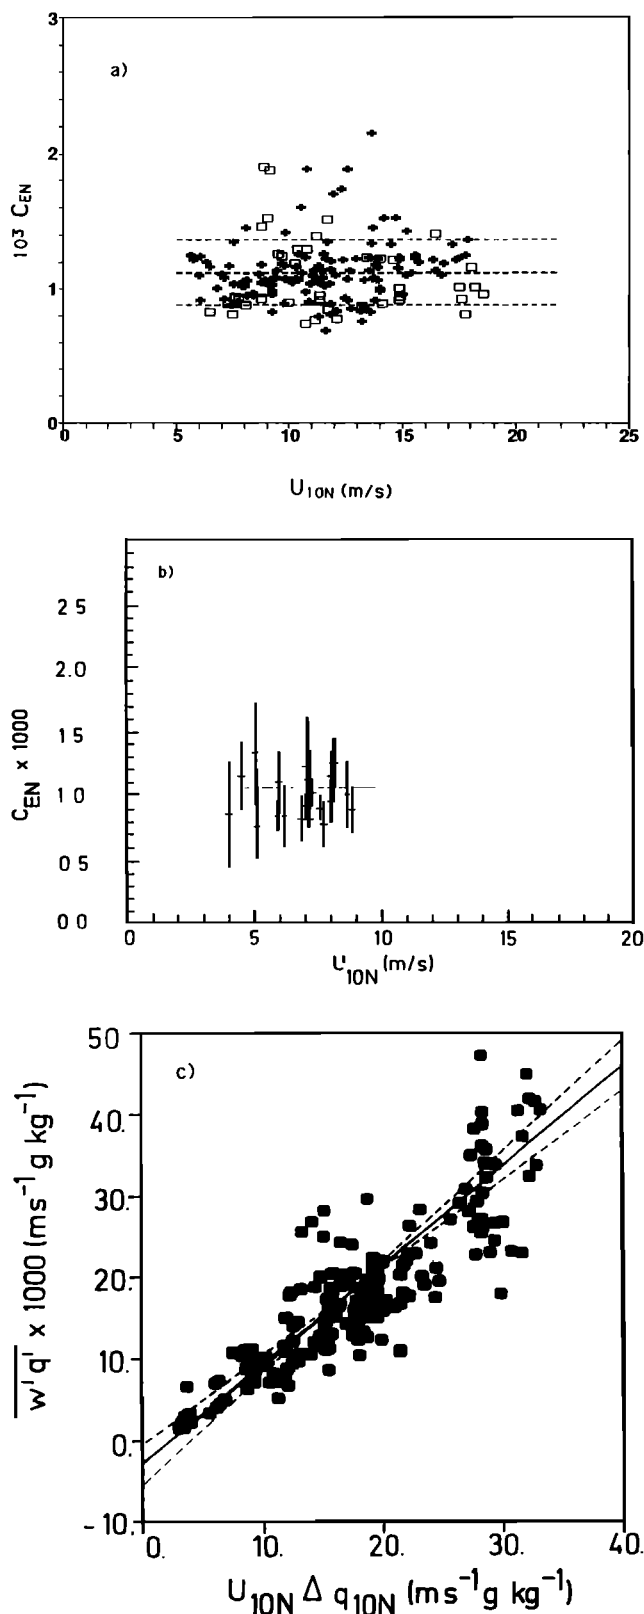 3
a)
2
10³ C_EN
1
0
0 5 10 15 20 25
U_10N (m/s)
b)
2 5
2.0
1.5
C_EN x 1000
1.0
0 5
0 0
0 5 10 15 20
U_10N (m/s)
50
c)
40.
30.
20.
w'q' x 1000 (ms⁻¹ g kg⁻¹)
10.
0.
-10.
0. 10. 20. 30. 40.
U_10N Δ q_10N (ms⁻¹ g kg⁻¹)